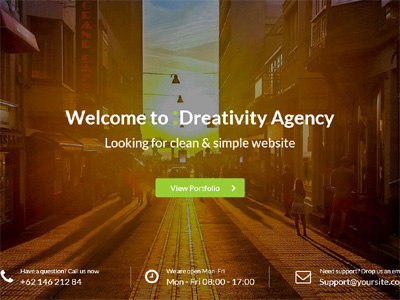 Welcome to :Dreativity Agency
Looking for clean & simple website
View Portfolio
Have a question? Call us now
+62 146 212 84
We are open Mon-Fri
Mon - Fri 08:00 - 17:00
Need support? Drop us an em
Support@yoursite.co